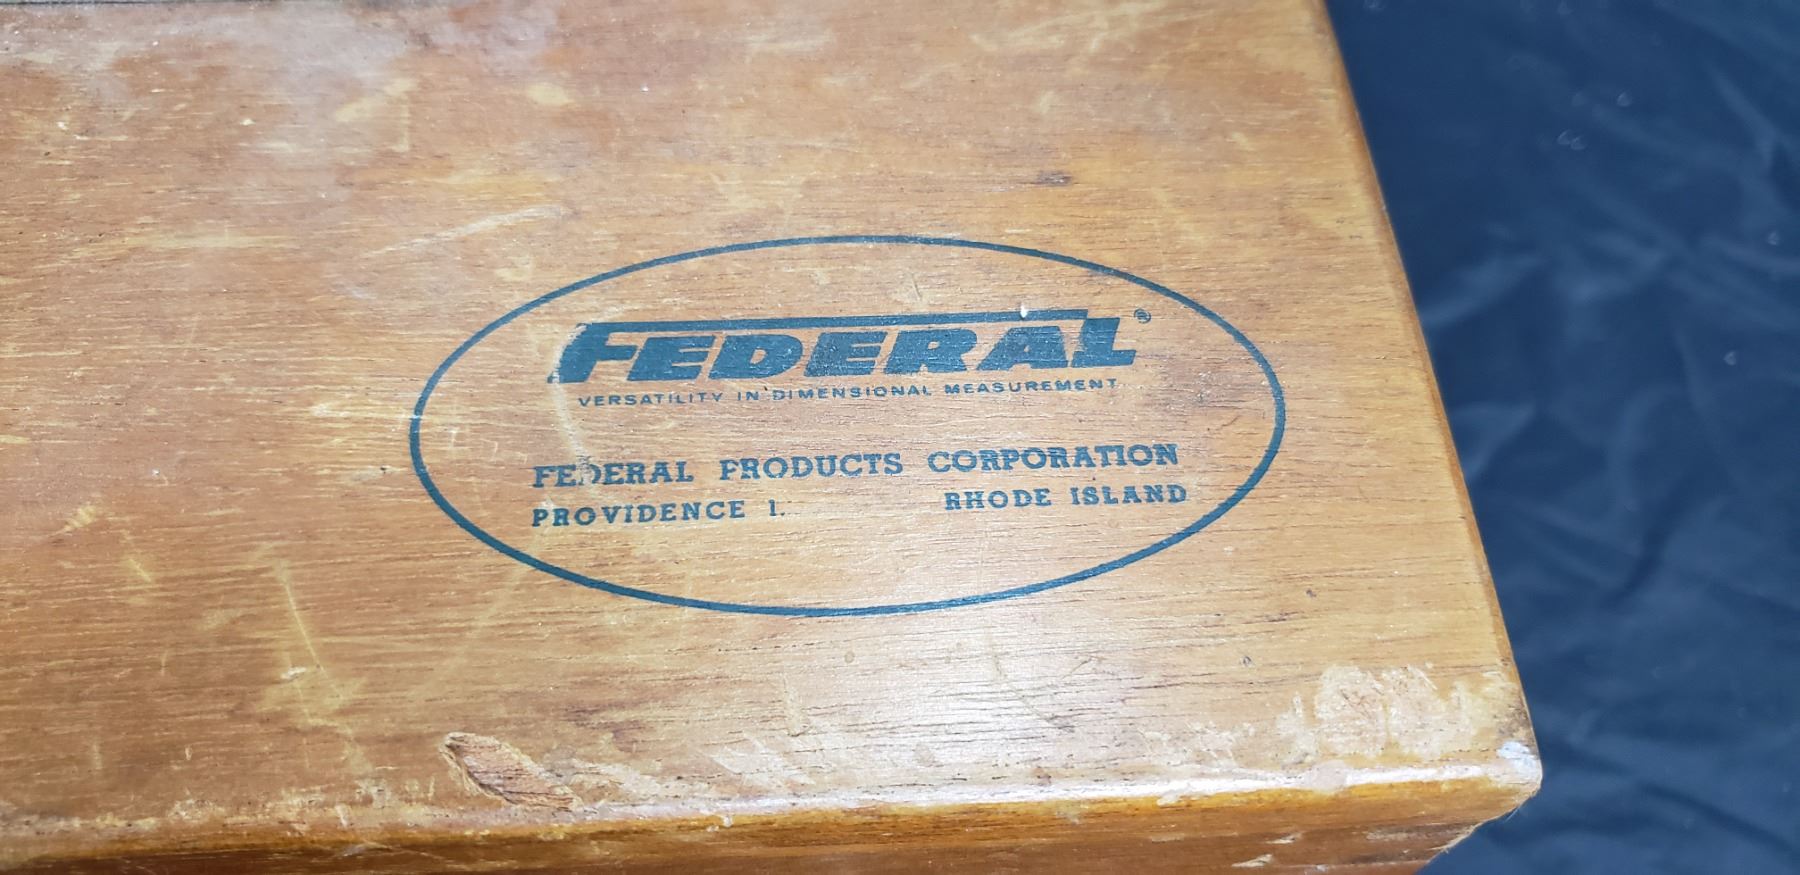 FEDERAL®
VERSATILITY IN DIMENSIONAL MEASUREMENT
FEDERAL PRODUCTS CORPORATION
PROVIDENCE 1. RHODE ISLAND